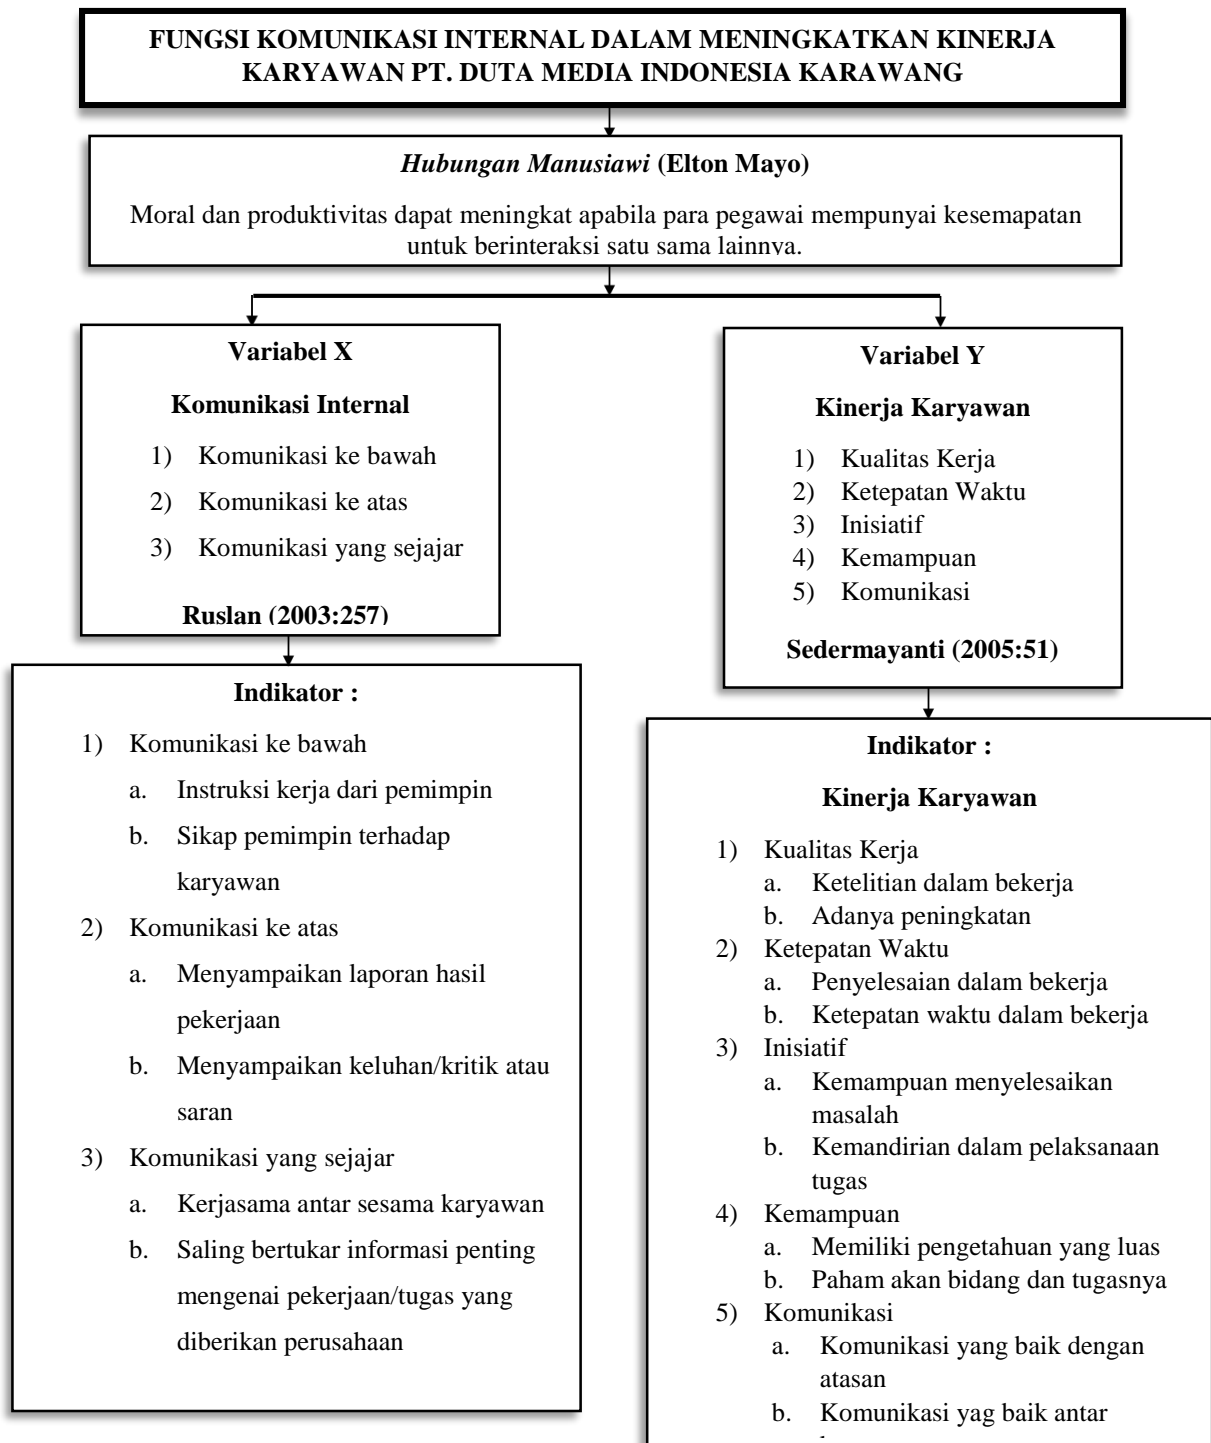 FUNGSI KOMUNIKASI INTERNAL DALAM MENINGKATKAN KINERJA
KARYAWAN PT. DUTA MEDIA INDONESIA KARAWANG
Hubungan Manusiawi (Elton Mayo)
Moral dan produktivitas dapat meningkat apabila para pegawai mempunyai kesemapatan
untuk berinteraksi satu sama lainnya.
Variabel X
Komunikasi Internal
1) Komunikasi ke bawah
2) Komunikasi ke atas
3) Komunikasi yang sejajar
Ruslan (2003:257)
Variabel Y
Kinerja Karyawan
1) Kualitas Kerja
2) Ketepatan Waktu
3) Inisiatif
4) Kemampuan
5) Komunikasi
Sedermayanti (2005:51)
Indikator :
1) Komunikasi ke bawah
a. Instruksi kerja dari pemimpin
b. Sikap pemimpin terhadap
karyawan
2) Komunikasi ke atas
a. Menyampaikan laporan hasil
pekerjaan
b. Menyampaikan keluhan/kritik atau
saran
3) Komunikasi yang sejajar
a. Kerjasama antar sesama karyawan
b. Saling bertukar informasi penting
mengenai pekerjaan/tugas yang
diberikan perusahaan
Indikator :
Kinerja Karyawan
1) Kualitas Kerja
a. Ketelitian dalam bekerja
b. Adanya peningkatan
2) Ketepatan Waktu
a. Penyelesaian dalam bekerja
b. Ketepatan waktu dalam bekerja
3) Inisiatif
a. Kemampuan menyelesaikan
masalah
b. Kemandirian dalam pelaksanaan
tugas
4) Kemampuan
a. Memiliki pengetahuan yang luas
b. Paham akan bidang dan tugasnya
5) Komunikasi
a. Komunikasi yang baik dengan
atasan
b. Komunikasi yag baik antar